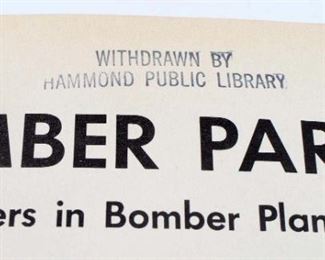 WITHDRAWN BY
HAMMOND PUBLIC LIBRARY
MBER PAR
ers in Bomber Plan